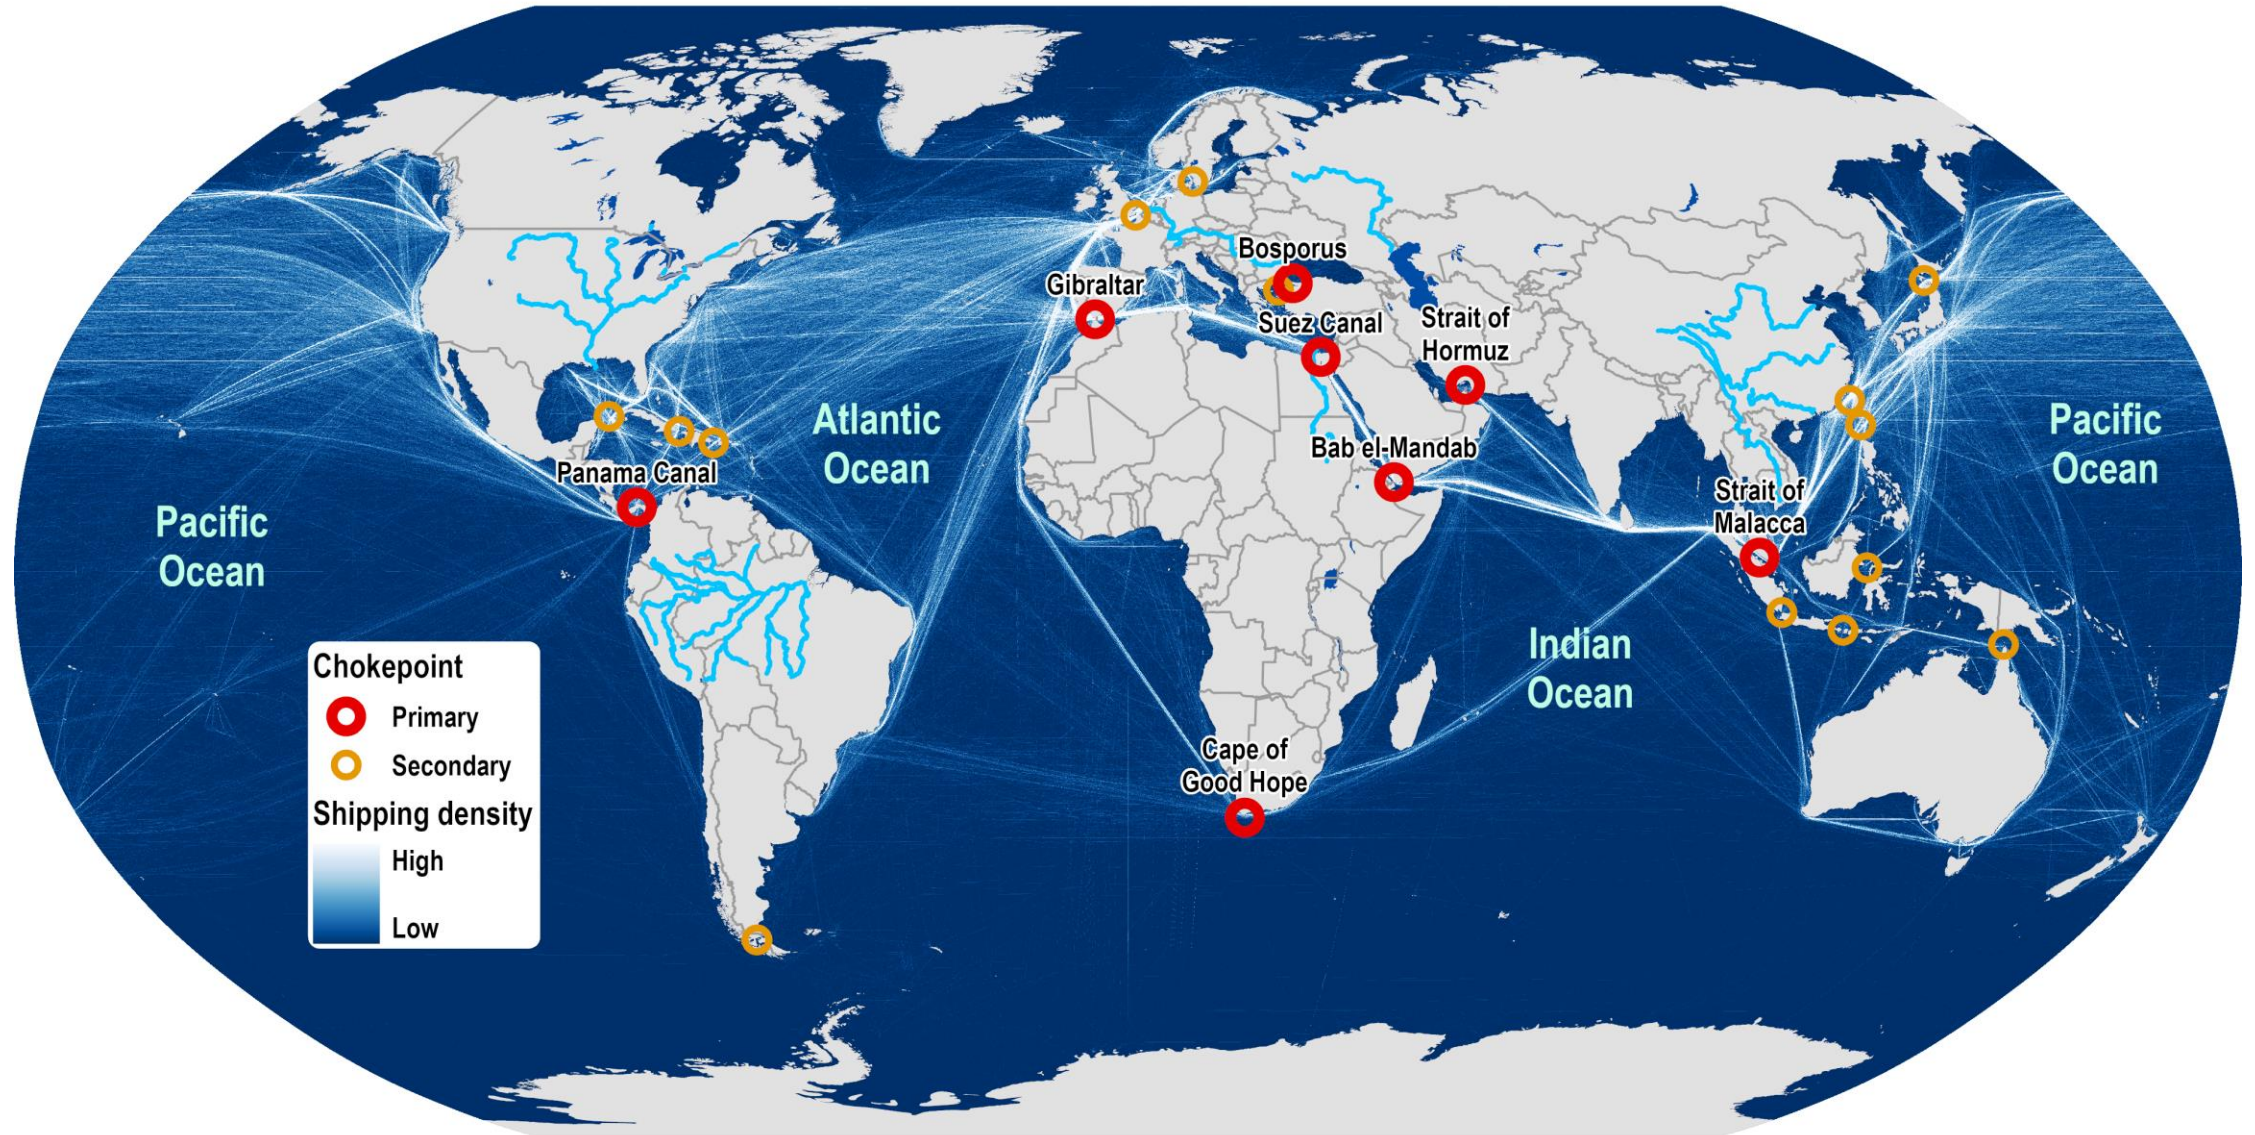 Bosporus
Gibraltar
Suez Canal
Strait of
Hormuz
Atlantic
Ocean
Pacific
Ocean
Bab el-Mandab
Panama Canal
Strait of
Malacca
Pacific
Ocean
Indian
Ocean
Cape of
Good Hope
Chokepoint
Primary
Secondary
Shipping density
High
Low